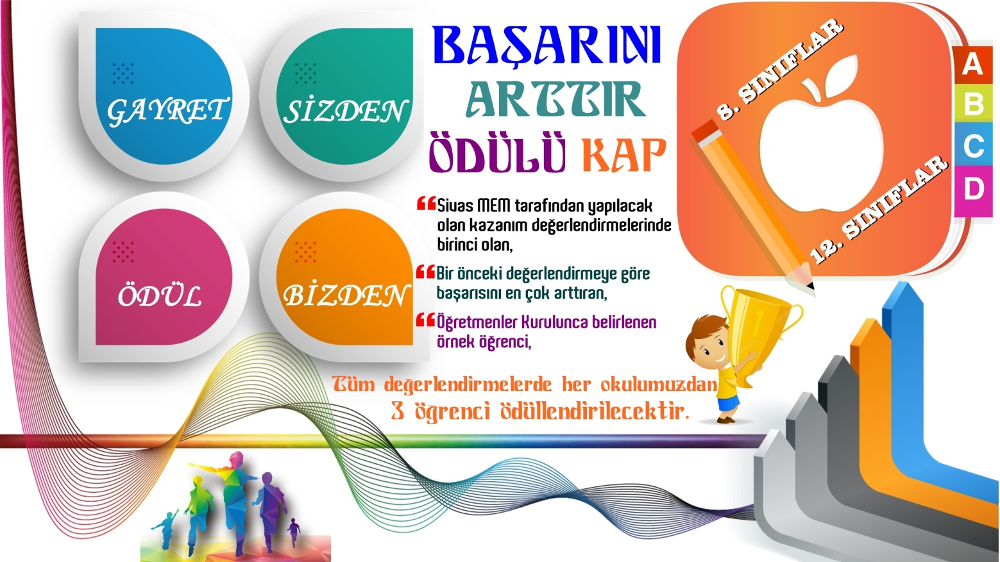 GAYRET
SİZDEN
ÖDÜL
BİZDEN
BAŞARINI
ARTTIR
ÖDÜLÜ KAP
❝Sivas MEM tarafından yapılacak
olan kazanım değerlendirmelerinde
birinci olan,
❝Bir önceki değerlendirmeye göre
başarısını en çok arttıran,
❝Öğretmenler Kurulunca belirlenen
örnek öğrenci,
Tüm değerlendirmelerde her okulumuzdan
3 öğrenci ödüllendirilecektir.
8. SINIFLAR
12. SINIFLAR
A
B
C
D
1